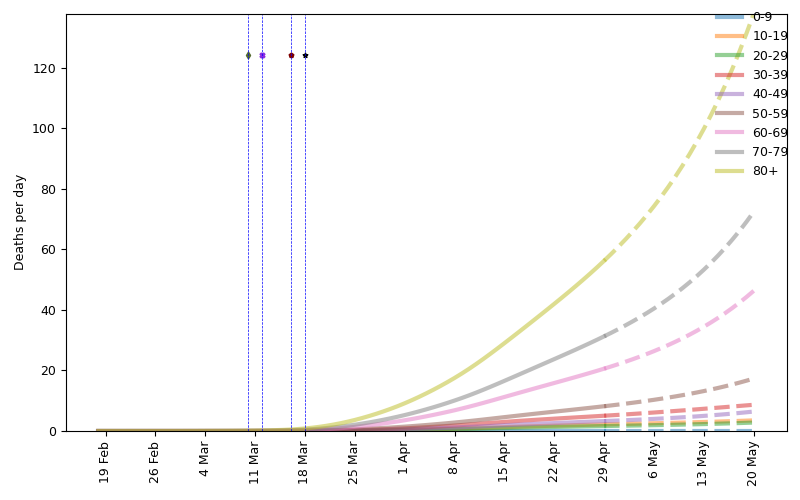 0-9
10-19
20-29
30-39
40-49
50-59
60-69
70-79
80+
120
100
80
60
40
20
0
Deaths per day
19 Feb
26 Feb
4 Mar
11 Mar
18 Mar
25 Mar
1 Apr
8 Apr
15 Apr
22 Apr
29 Apr
6 May
13 May
20 May